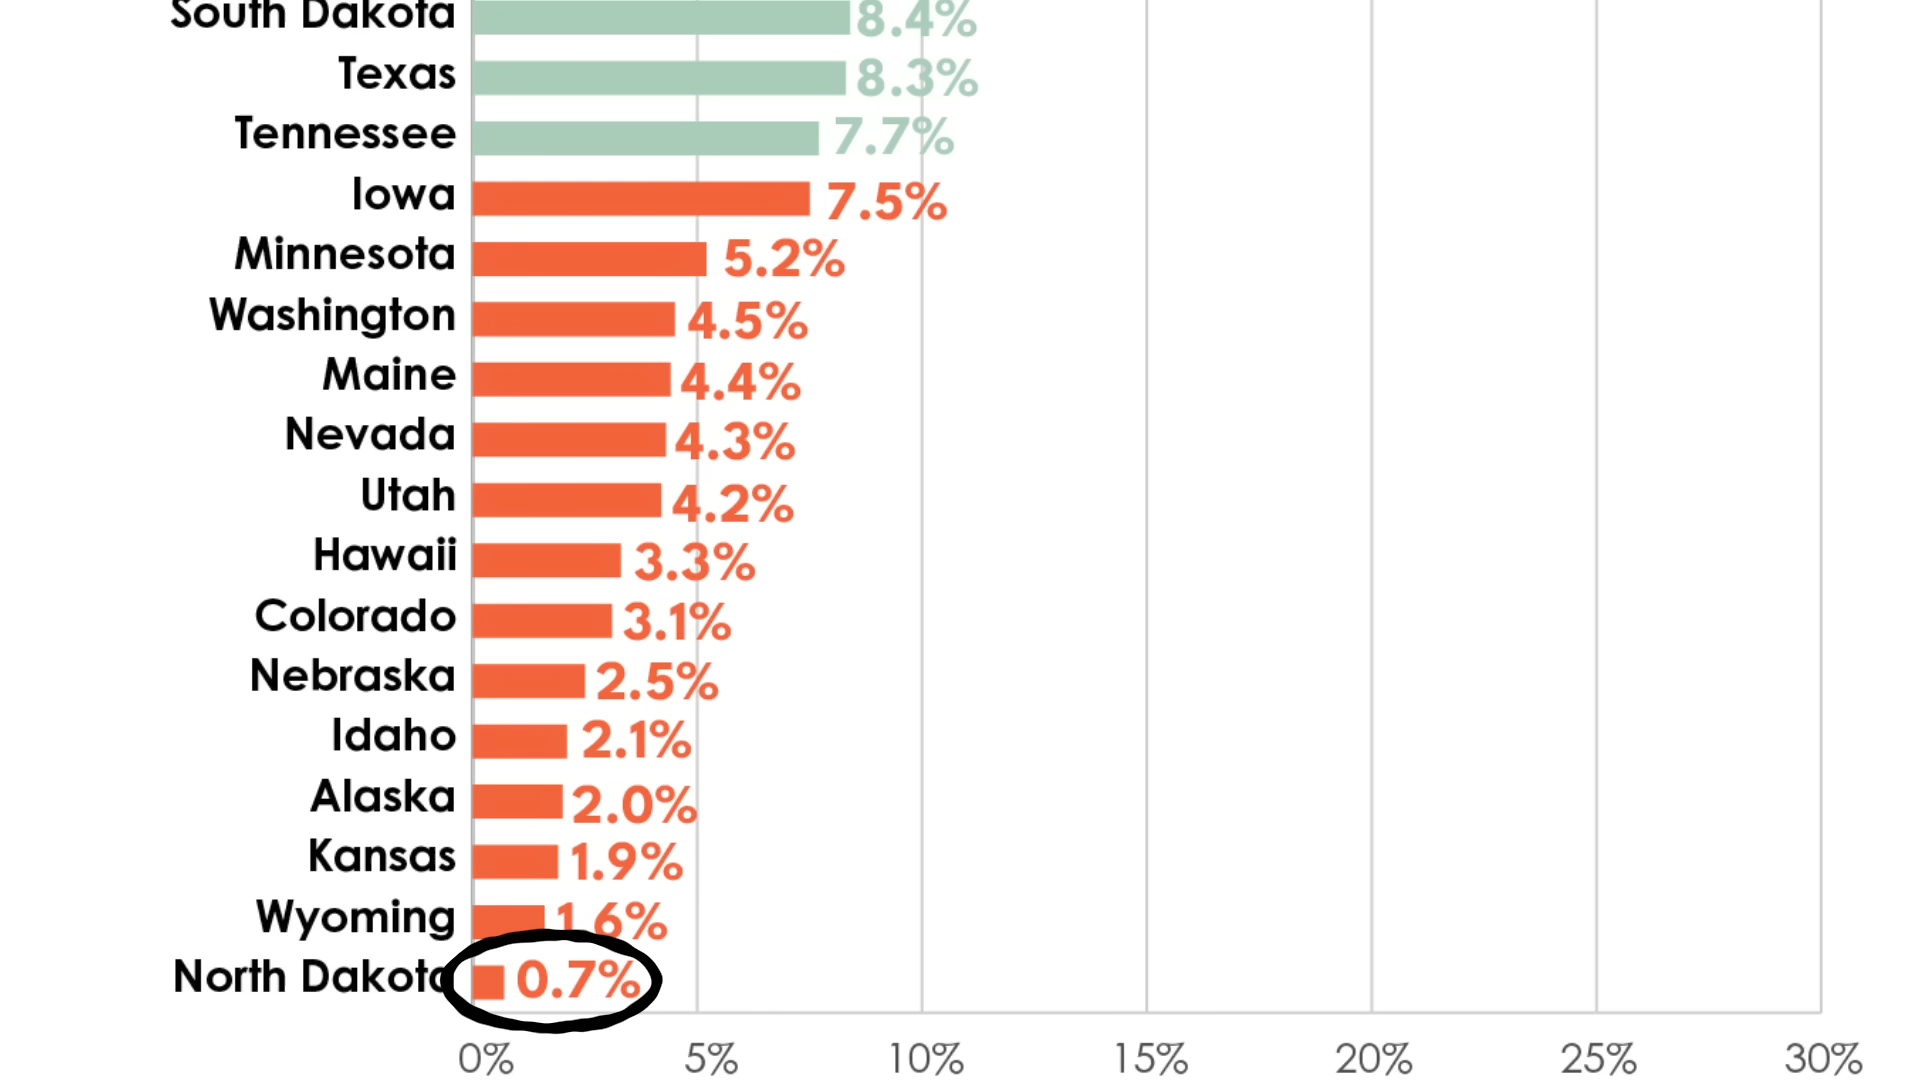 South Dakota 8.4%
Texas 8.3%
Tennessee 7.7%
Iowa 7.5%
Minnesota 5.2%
Washington 4.5%
Maine 4.4%
Nevada 4.3%
Utah 4.2%
Hawaii 3.3%
Colorado 3.1%
Nebraska 2.5%
Idaho 2.1%
Alaska 2.0%
Kansas 1.9%
Wyoming 1.6%
North Dakota 0.7%
0% 5% 10% 15% 20% 25% 30%